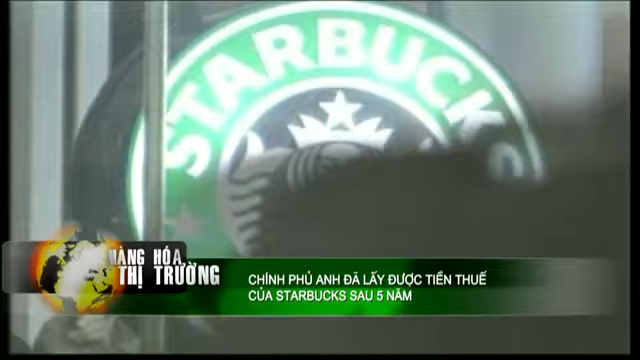 STARBUCKS
HÀNG HÓA
THỊ TRƯỜNG
CHÍNH PHỦ ANH ĐÃ LẤY ĐƯỢC TIỀN THUẾ
CỦA STARBUCKS SAU 5 NĂM